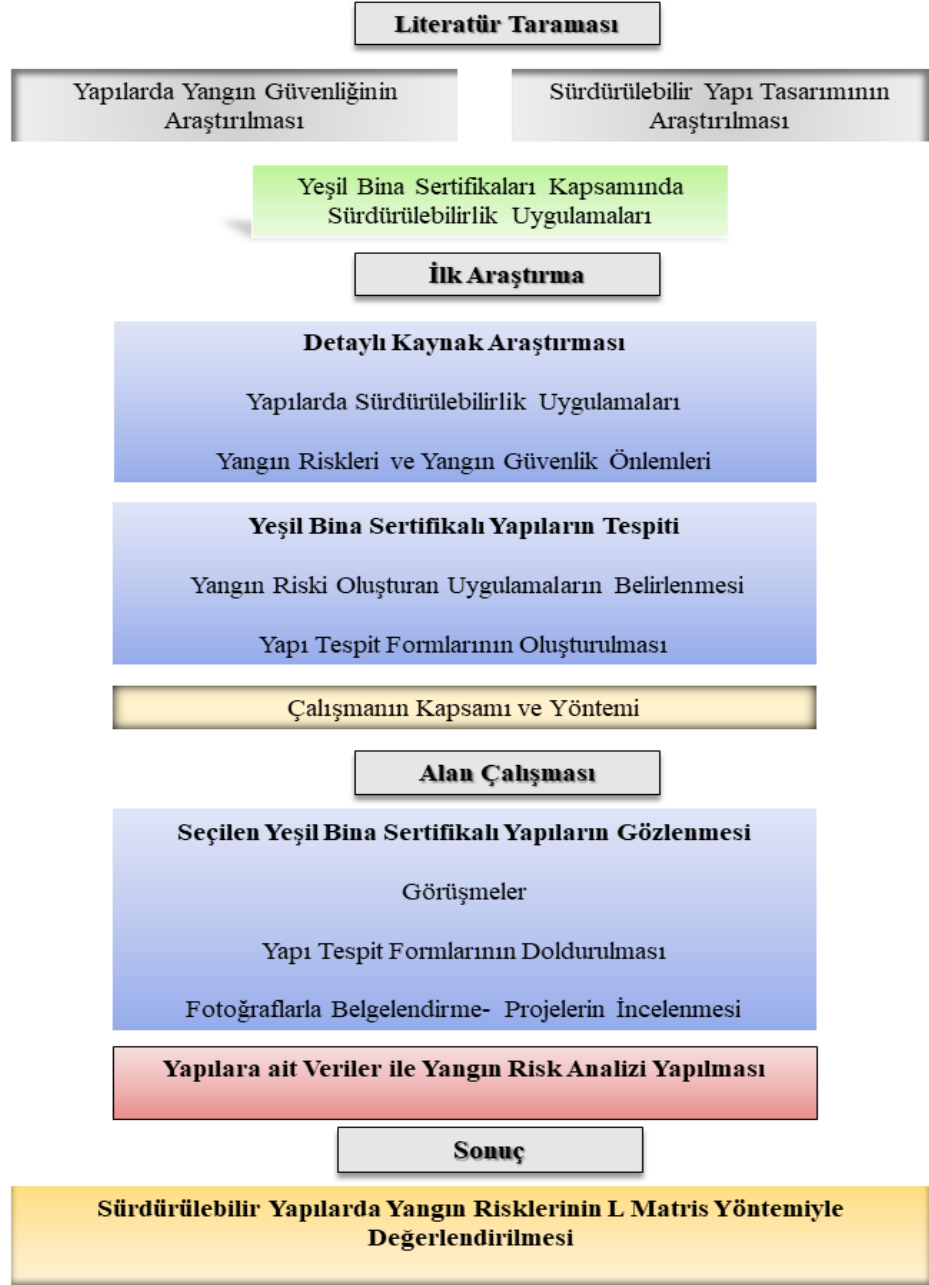 Literatür Taraması
Yapılarda Yangın Güvenliğinin
Araştırılması
Sürdürülebilir Yapı Tasarımının
Araştırılması
Yeşil Bina Sertifikaları Kapsamında
Sürdürülebilirlik Uygulamaları
İlk Araştırma
Detaylı Kaynak Araştırması
Yapılarda Sürdürülebilirlik Uygulamaları
Yangın Riskleri ve Yangın Güvenlik Önlemleri
Yeşil Bina Sertifikalı Yapıların Tespiti
Yangın Riski Oluşturan Uygulamaların Belirlenmesi
Yapı Tespit Formlarının Oluşturulması
Çalışmanın Kapsamı ve Yöntemi
Alan Çalışması
Seçilen Yeşil Bina Sertifikalı Yapıların Gözlenmesi
Görüşmeler
Yapı Tespit Formlarının Doldurulması
Fotoğraflarla Belgelendirme- Projelerin İncelenmesi
Yapılara ait Veriler ile Yangın Risk Analizi Yapılması
Sonuç
Sürdürülebilir Yapılarda Yangın Risklerinin L Matris Yöntemiyle
Değerlendirilmesi